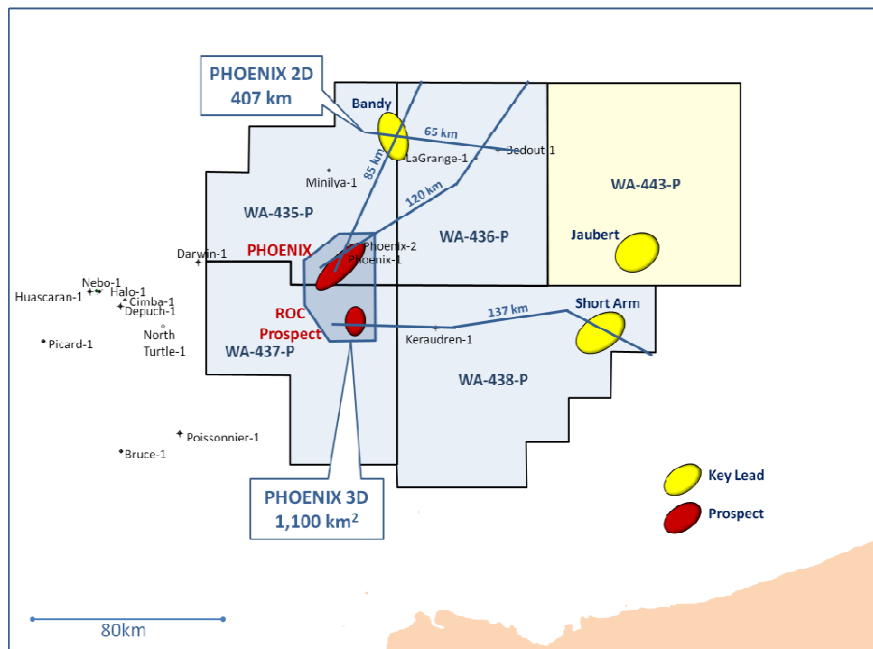 PHOENIX 2D
407 km
Bandy
65 km
LaGrange-1
Bedout-1
85 km
Minilya-1
120 km
WA-443-P
WA-435-P
WA-436-P
Jaubert
Darwin-1
PHOENIX
Phoenix-2
Phoenix-1
Nebo-1
Huascaran-1
Halo-1
Cimba-1
Depuch-1
ROC
Prospect
137 km
Short Arm
North
Turtle-1
Picard-1
Keraudren-1
WA-437-P
WA-438-P
Poissonnier-1
Bruce-1
PHOENIX 3D
1,100 km²
Key Lead
Prospect
80km